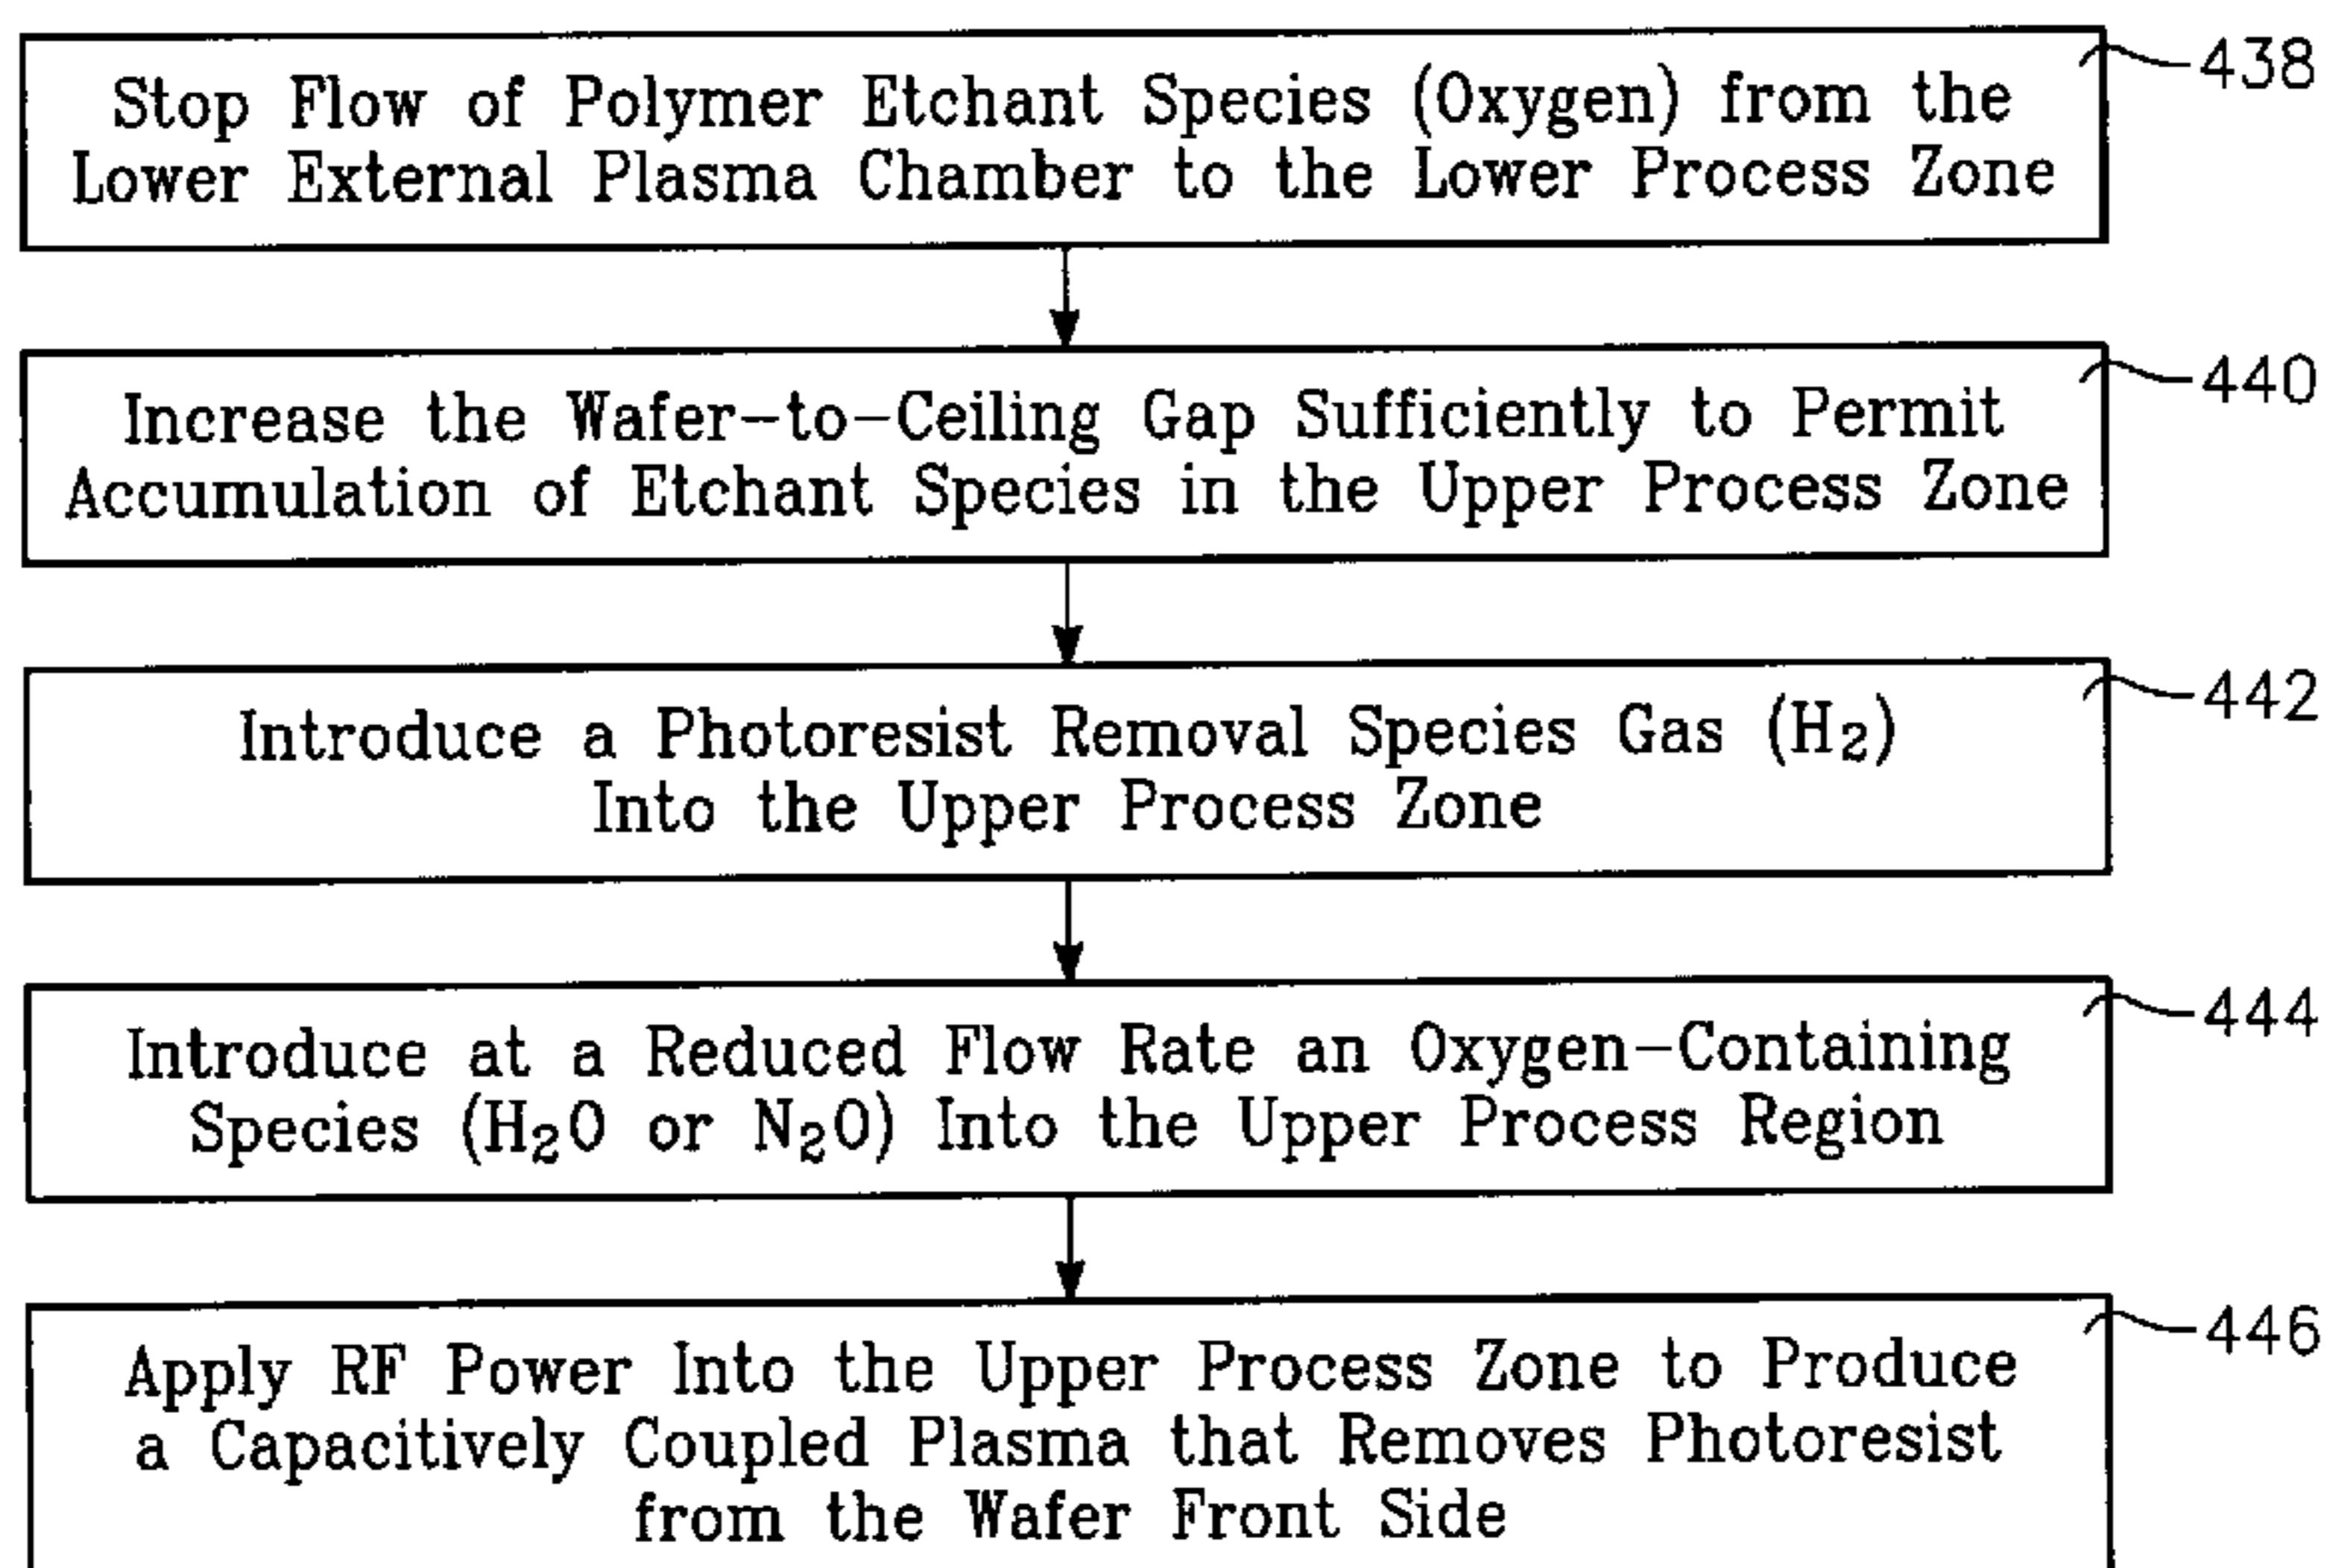 438
Stop Flow of Polymer Etchant Species (Oxygen) from the
Lower External Plasma Chamber to the Lower Process Zone
440
Increase the Wafer-to-Ceiling Gap Sufficiently to Permit
Accumulation of Etchant Species in the Upper Process Zone
442
Introduce a Photoresist Removal Species Gas (H₂)
Into the Upper Process Zone
444
Introduce at a Reduced Flow Rate an Oxygen-Containing
Species (H₂O or N₂O) Into the Upper Process Region
446
Apply RF Power Into the Upper Process Zone to Produce
a Capacitively Coupled Plasma that Removes Photoresist
from the Wafer Front Side